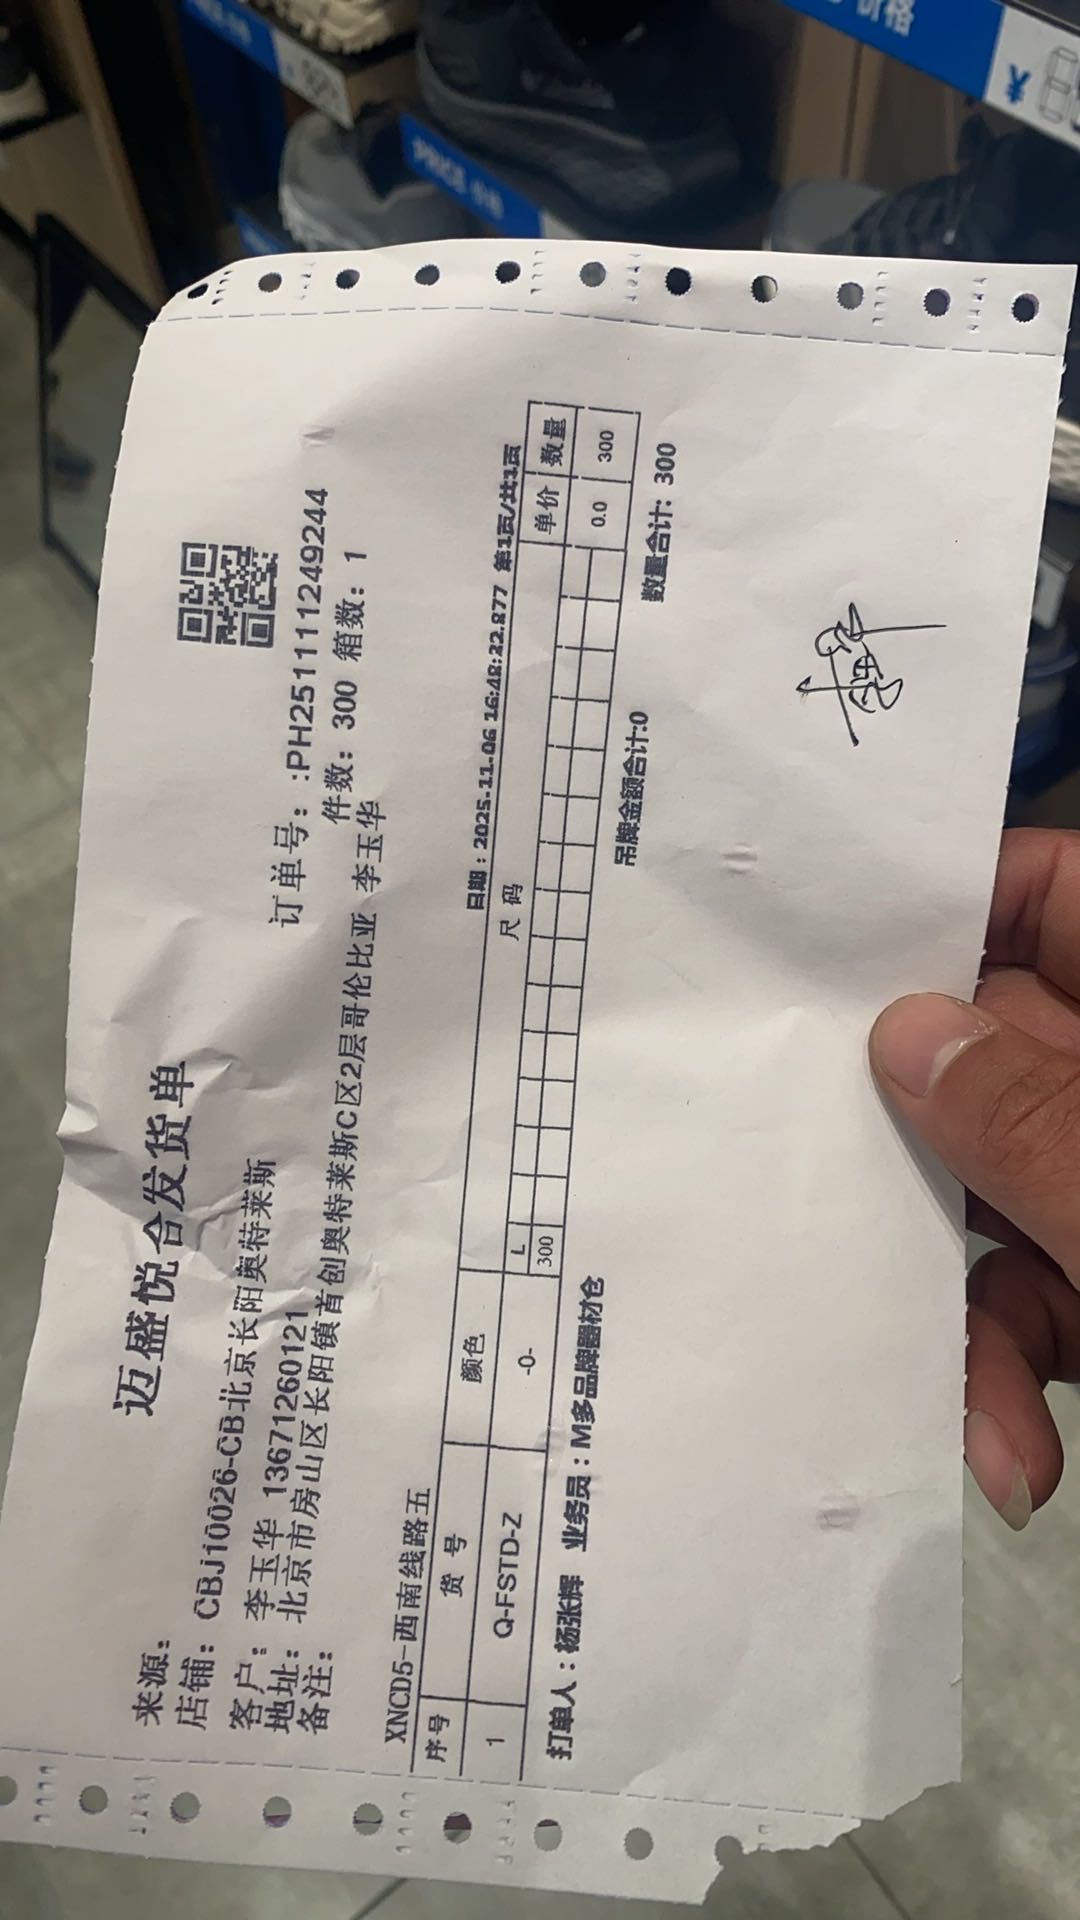 迈盛悦合发货单
来源:
店铺: CBJ10026-CB北京长阳奥特莱斯
订单号: :PH251111249244
客户: 李玉华 13671260121
件数: 300 箱数: 1
地址: 北京市房山区长阳镇首创奥特莱斯C区2层哥伦比亚 李玉华
备注:
XNCD5-西南线路五
日期：2025-11-06 16:48:22.877 第1页/共1页
序号 货号 颜色 尺码 单价 数量
L
1 Q-FSTD-Z -0- 300 0.0 300
打单人：杨张辉 业务员：M多品牌器材仓 吊牌金额合计:0 数量合计: 300
PRICE 价格
价格
¥